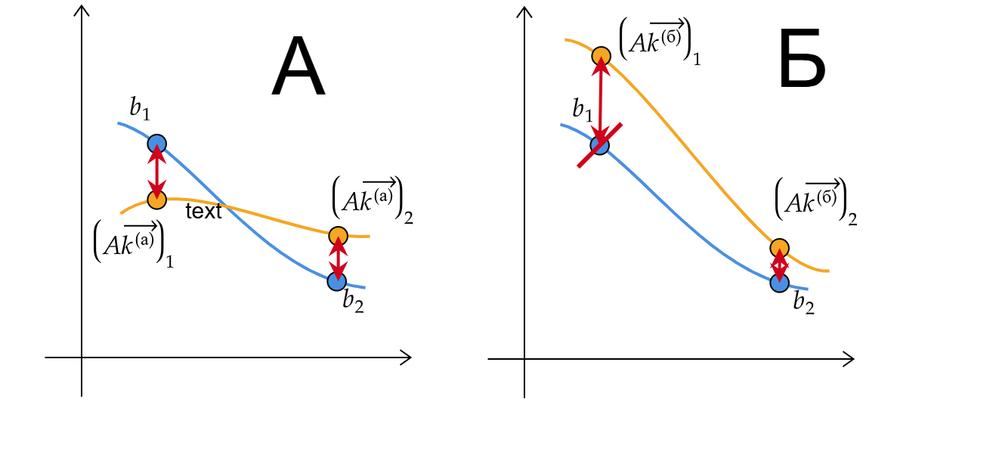 А
b₁
text
(Ak⃗⁽ᵃ⁾)₁
(Ak⃗⁽ᵃ⁾)₂
b₂
Б
(Ak⃗⁽б⁾)₁
b₁
(Ak⃗⁽б⁾)₂
b₂